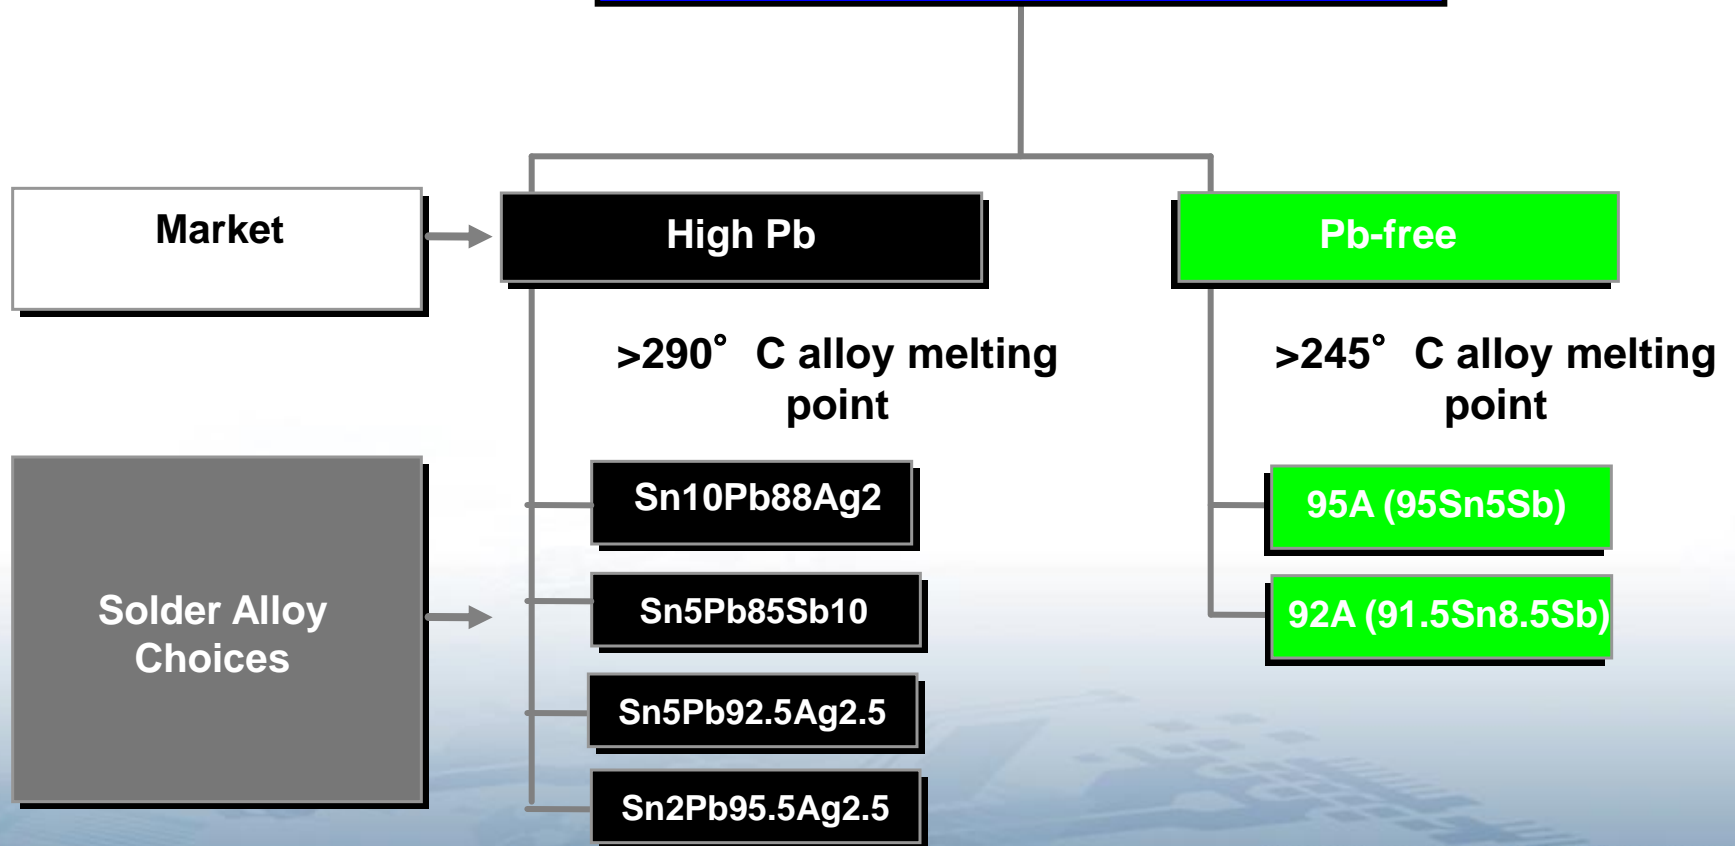 Market
High Pb
Pb-free
>290° C alloy melting
point
>245° C alloy melting
point
Solder Alloy
Choices
Sn10Pb88Ag2
Sn5Pb85Sb10
Sn5Pb92.5Ag2.5
Sn2Pb95.5Ag2.5
95A (95Sn5Sb)
92A (91.5Sn8.5Sb)